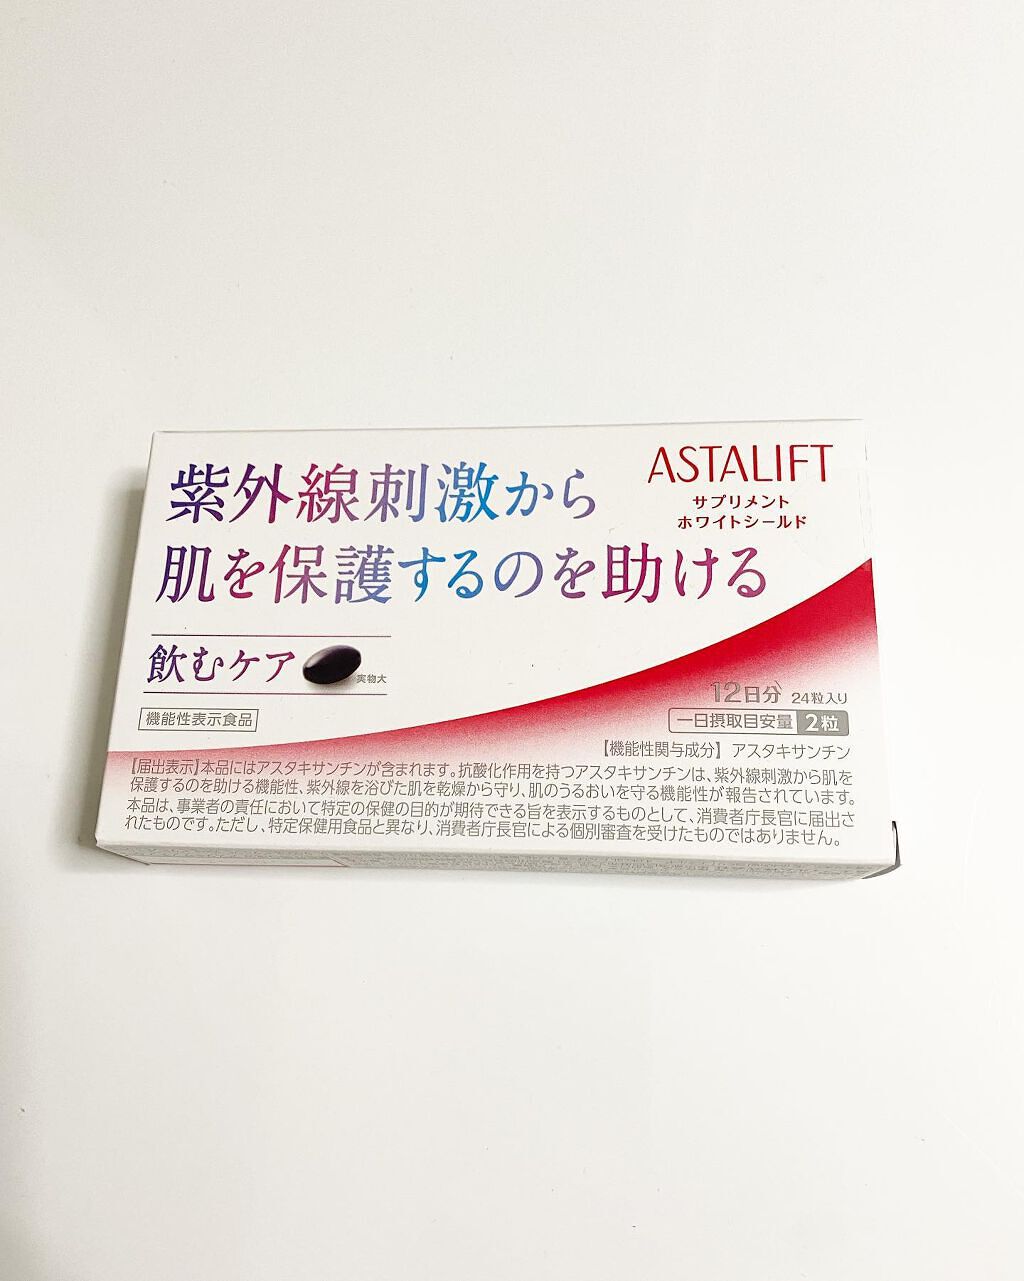 紫外線刺激から
肌を保護するのを助ける
ASTALIFT
サプリメント
ホワイトシールド
飲むケア
実物大
機能性表示食品
12日分 24粒入り
一日摂取目安量 2粒
【機能性関与成分】 アスタキサンチン
【届出表示】本品にはアスタキサンチンが含まれます。抗酸化作用を持つアスタキサンチンは、紫外線刺激から肌を
保護するのを助ける機能性、紫外線を浴びた肌を乾燥から守り、肌のうるおいを守る機能性が報告されています。
本品は、事業者の責任において特定の保健の目的が期待できる旨を表示するものとして、消費者庁長官に届出さ
れたものです。ただし、特定保健用食品と異なり、消費者庁長官による個別審査を受けたものではありません。